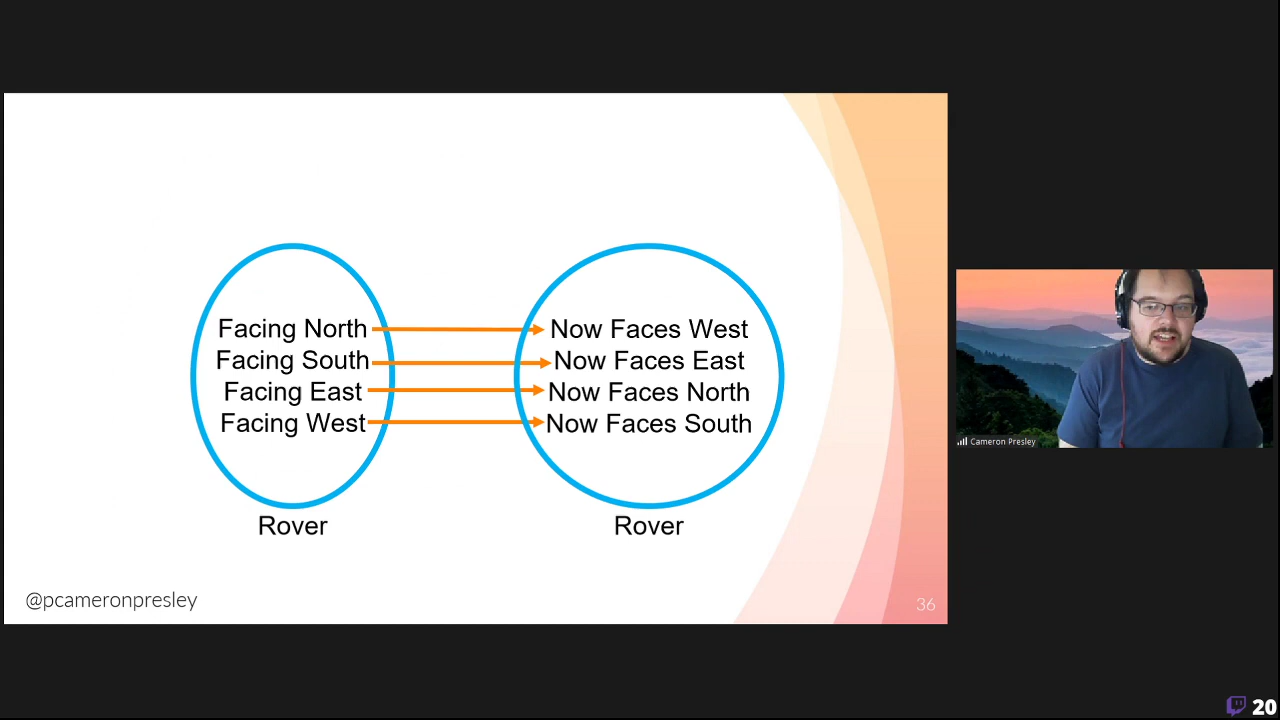 Facing North
Facing South
Facing East
Facing West
Now Faces West
Now Faces East
Now Faces North
Now Faces South
Rover
Rover
@pcameronpresley
36
Cameron Presley
20